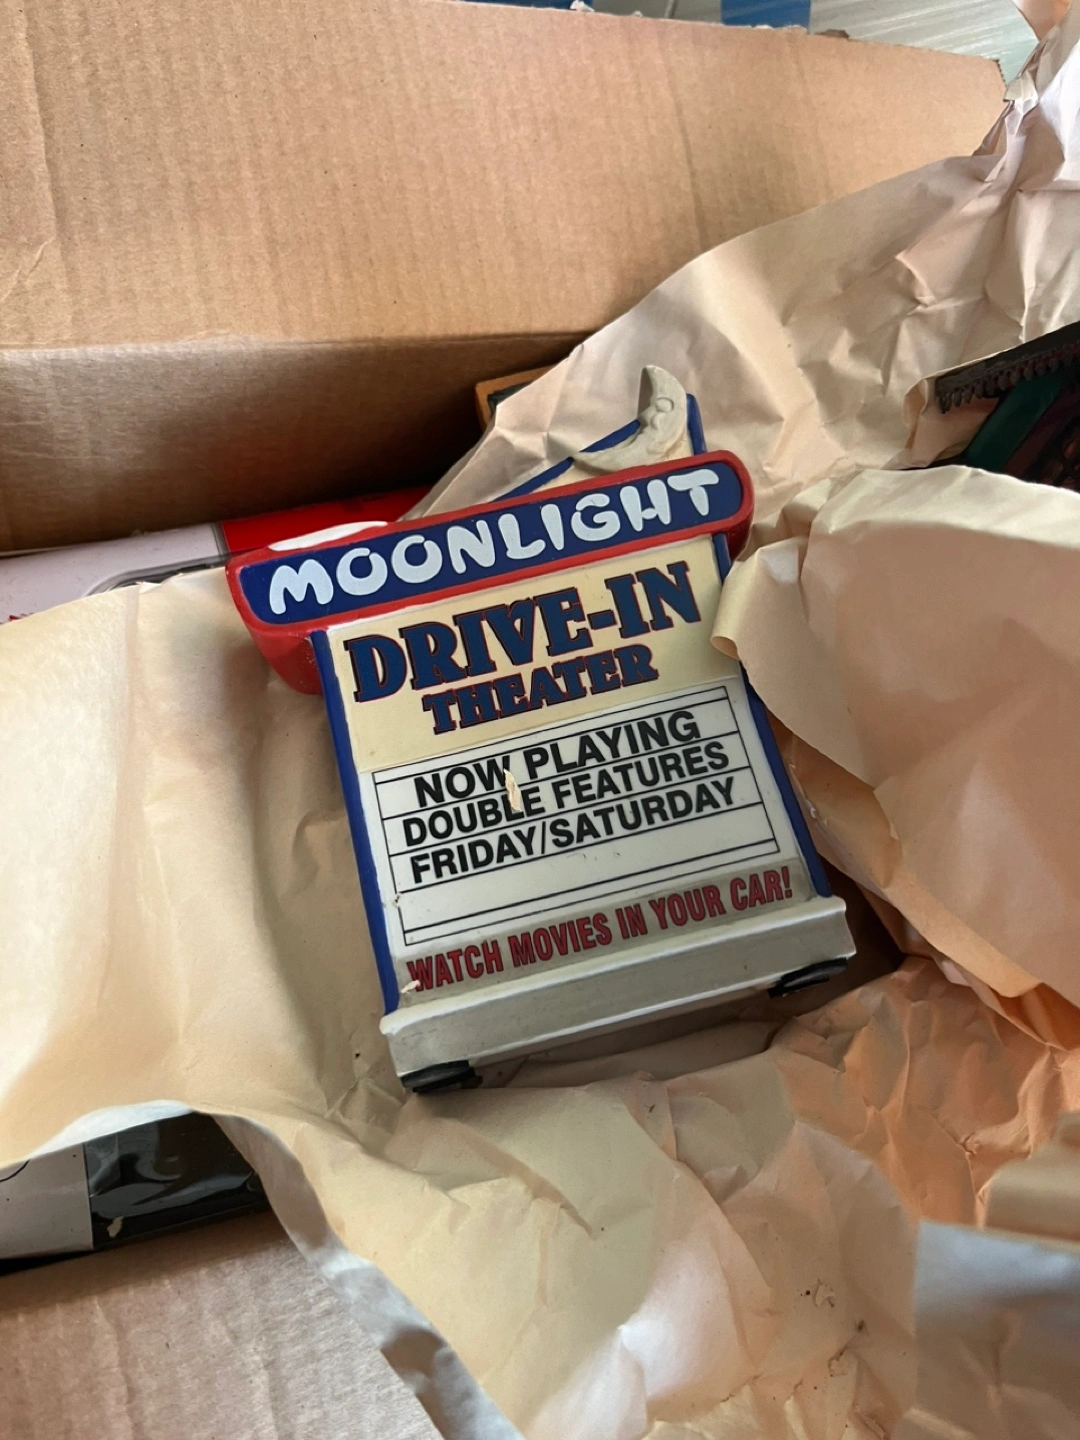 MOONLIGHT
DRIVE-IN
THEATER
NOW PLAYING
DOUBLE FEATURES
FRIDAY/SATURDAY
WATCH MOVIES IN YOUR CAR!